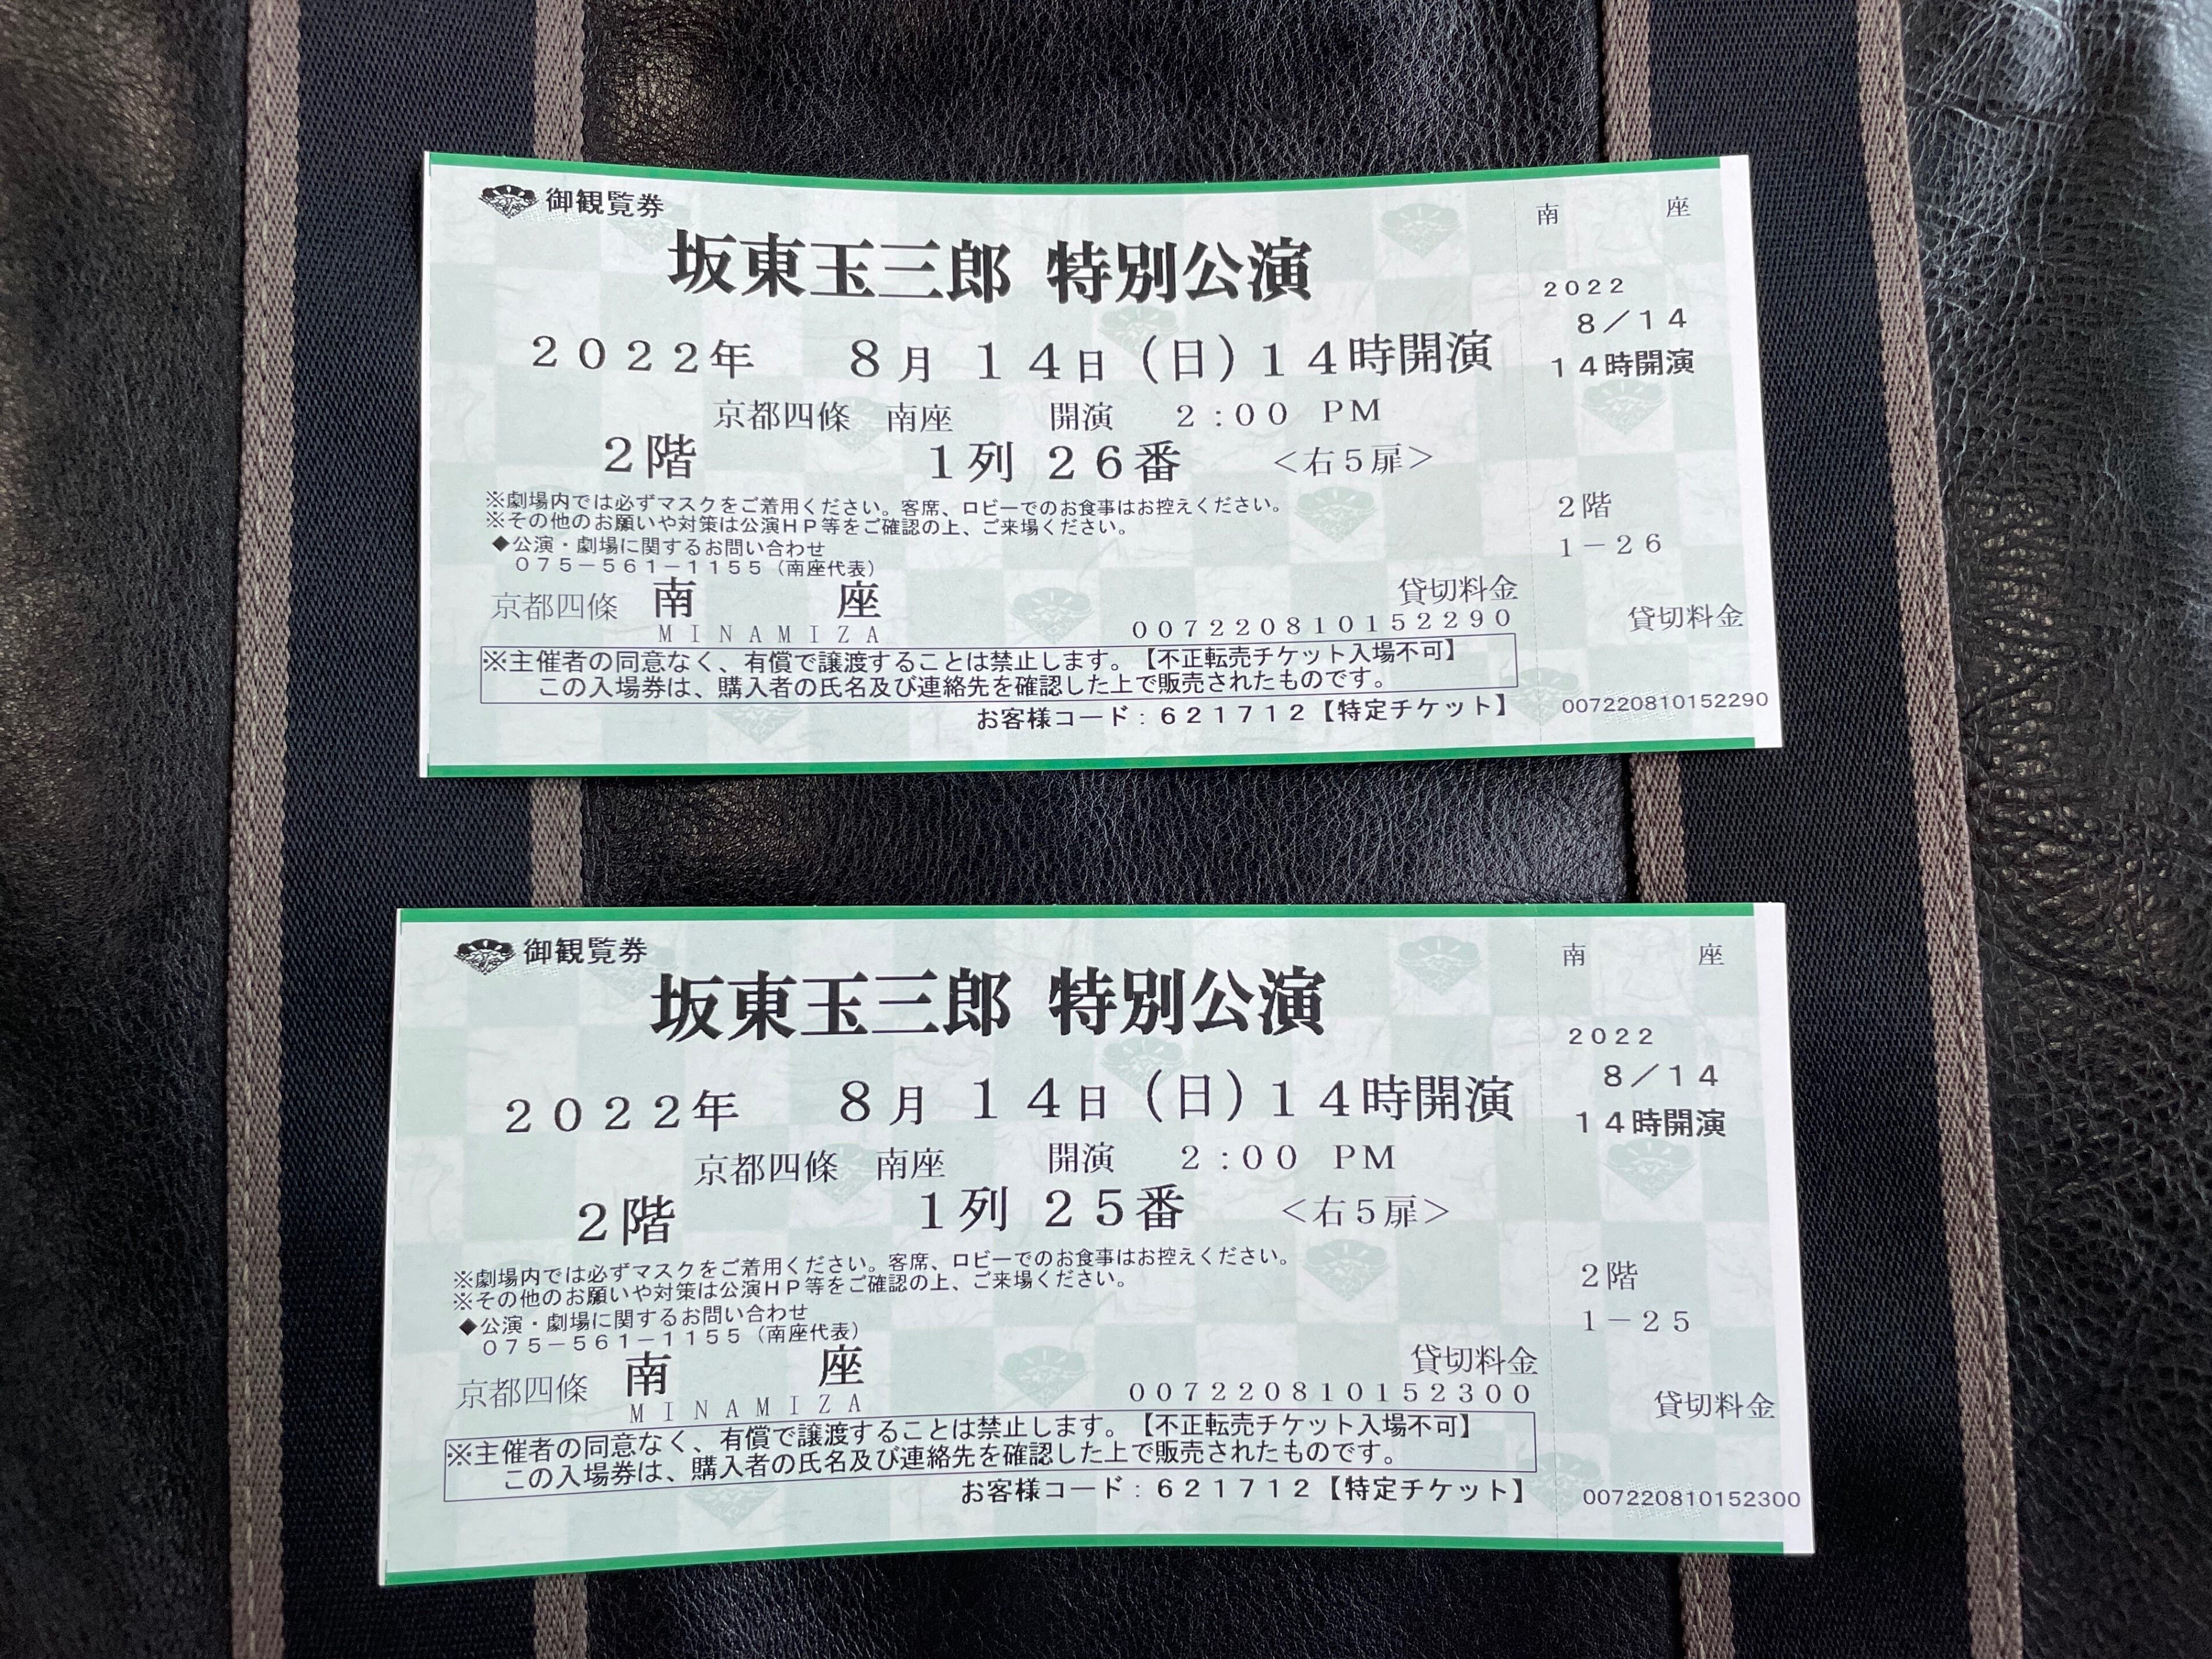 御観覧券
坂東玉三郎 特別公演
２０２２年 ８月１４日（日）１４時開演
京都四條 南座 開演 ２：００ ＰＭ
２階 １列 ２６番 ＜右５扉＞
※劇場内では必ずマスクをご着用ください。客席、ロビーでのお食事はお控えください。
※その他のお願いや対策は公演ＨＰ等をご確認の上、ご来場ください。
◆公演・劇場に関するお問い合わせ
０７５－５６１－１１５５（南座代表）
京都四條 南座
ＭＩＮＡＭＩＺＡ
貸切料金
００７２２０８１０１５２２９０
※主催者の同意なく、有償で譲渡することは禁止します。【不正転売チケット入場不可】
この入場券は、購入者の氏名及び連絡先を確認した上で販売されたものです。
お客様コード：６２１７１２【特定チケット】
南座
２０２２
８／１４
１４時開演
２階
１－２６
貸切料金
007220810152290
御観覧券
坂東玉三郎 特別公演
２０２２年 ８月１４日（日）１４時開演
京都四條 南座 開演 ２：００ ＰＭ
２階 １列 ２５番 ＜右５扉＞
※劇場内では必ずマスクをご着用ください。客席、ロビーでのお食事はお控えください。
※その他のお願いや対策は公演ＨＰ等をご確認の上、ご来場ください。
◆公演・劇場に関するお問い合わせ
０７５－５６１－１１５５（南座代表）
京都四條 南座
ＭＩＮＡＭＩＺＡ
貸切料金
００７２２０８１０１５２３００
※主催者の同意なく、有償で譲渡することは禁止します。【不正転売チケット入場不可】
この入場券は、購入者の氏名及び連絡先を確認した上で販売されたものです。
お客様コード：６２１７１２【特定チケット】
南座
２０２２
８／１４
１４時開演
２階
１－２５
貸切料金
007220810152300